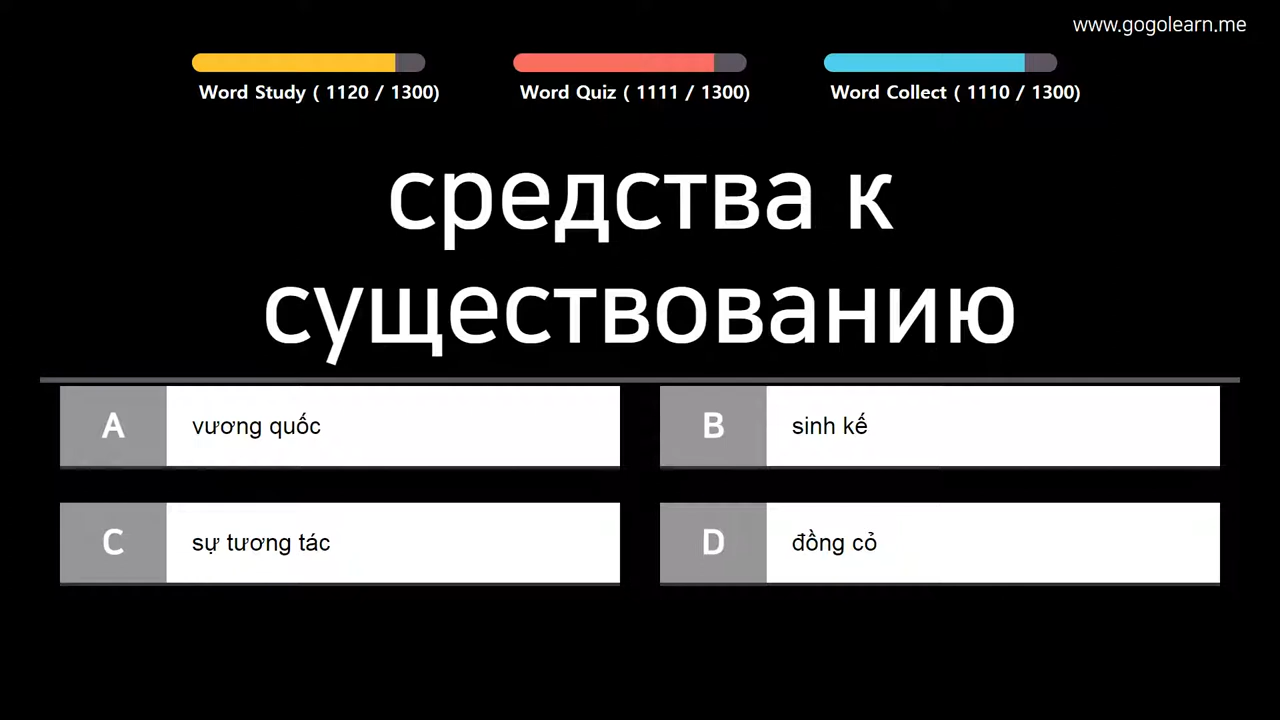 www.gogolearn.me
Word Study ( 1120 / 1300)
Word Quiz ( 1111 / 1300)
Word Collect ( 1110 / 1300)
средства к
существованию
A vương quốc
B sinh kế
C sự tương tác
D đồng cỏ